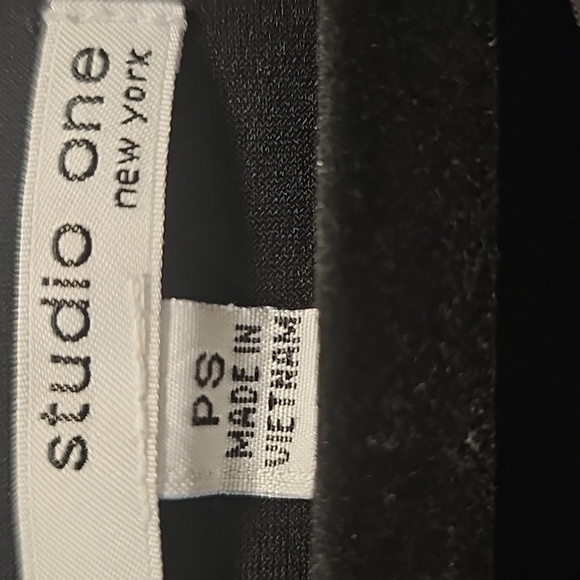 studio one
new york
PS
MADE IN
VIETNAM